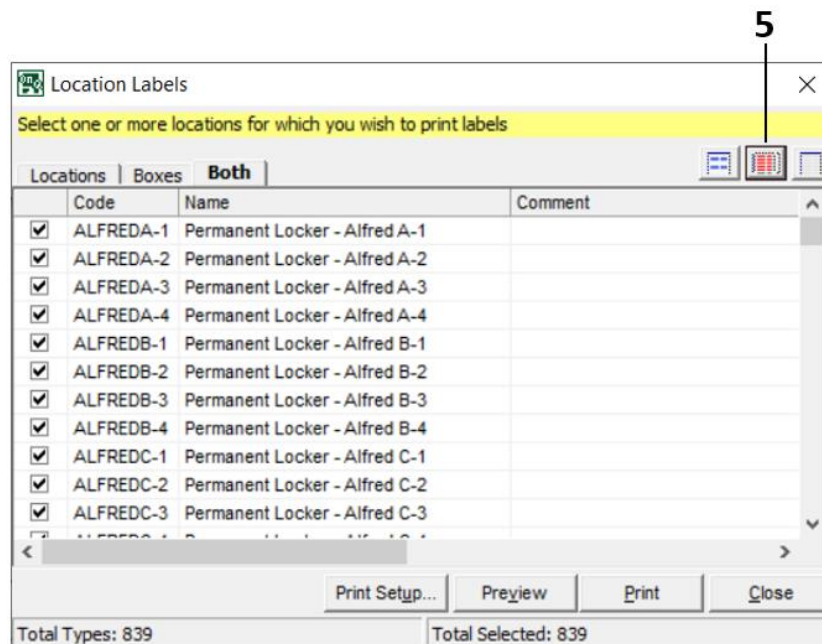 5
Location Labels
Select one or more locations for which you wish to print labels
Locations Boxes Both
Code Name Comment
ALFREDA-1 Permanent Locker - Alfred A-1
ALFREDA-2 Permanent Locker - Alfred A-2
ALFREDA-3 Permanent Locker - Alfred A-3
ALFREDA-4 Permanent Locker - Alfred A-4
ALFREDB-1 Permanent Locker - Alfred B-1
ALFREDB-2 Permanent Locker - Alfred B-2
ALFREDB-3 Permanent Locker - Alfred B-3
ALFREDB-4 Permanent Locker - Alfred B-4
ALFREDC-1 Permanent Locker - Alfred C-1
ALFREDC-2 Permanent Locker - Alfred C-2
ALFREDC-3 Permanent Locker - Alfred C-3
Print Setup... Preview Print Close
Total Types: 839 Total Selected: 839